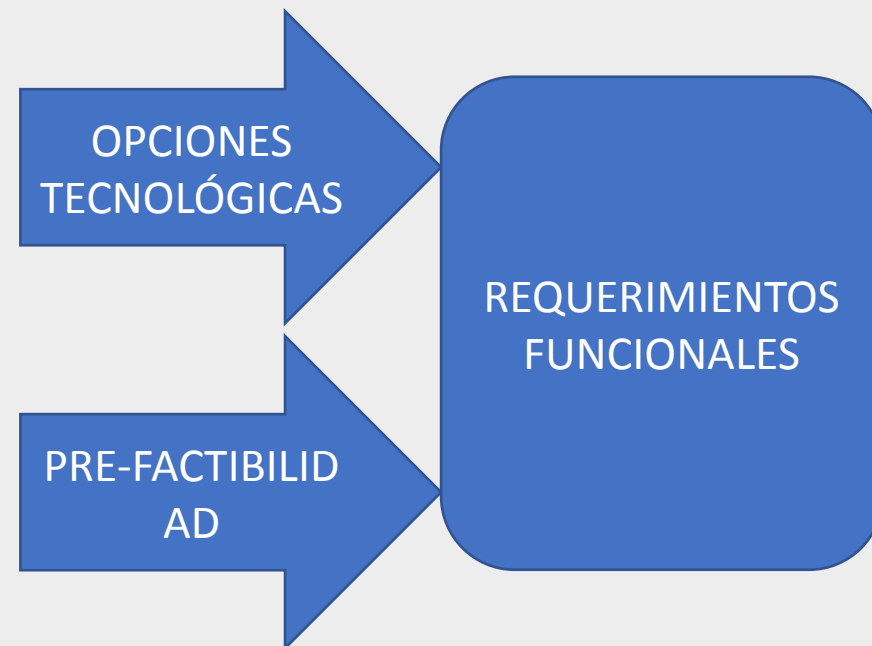 OPCIONES
TECNOLÓGICAS
PRE-FACTIBILID
AD
REQUERIMIENTOS
FUNCIONALES